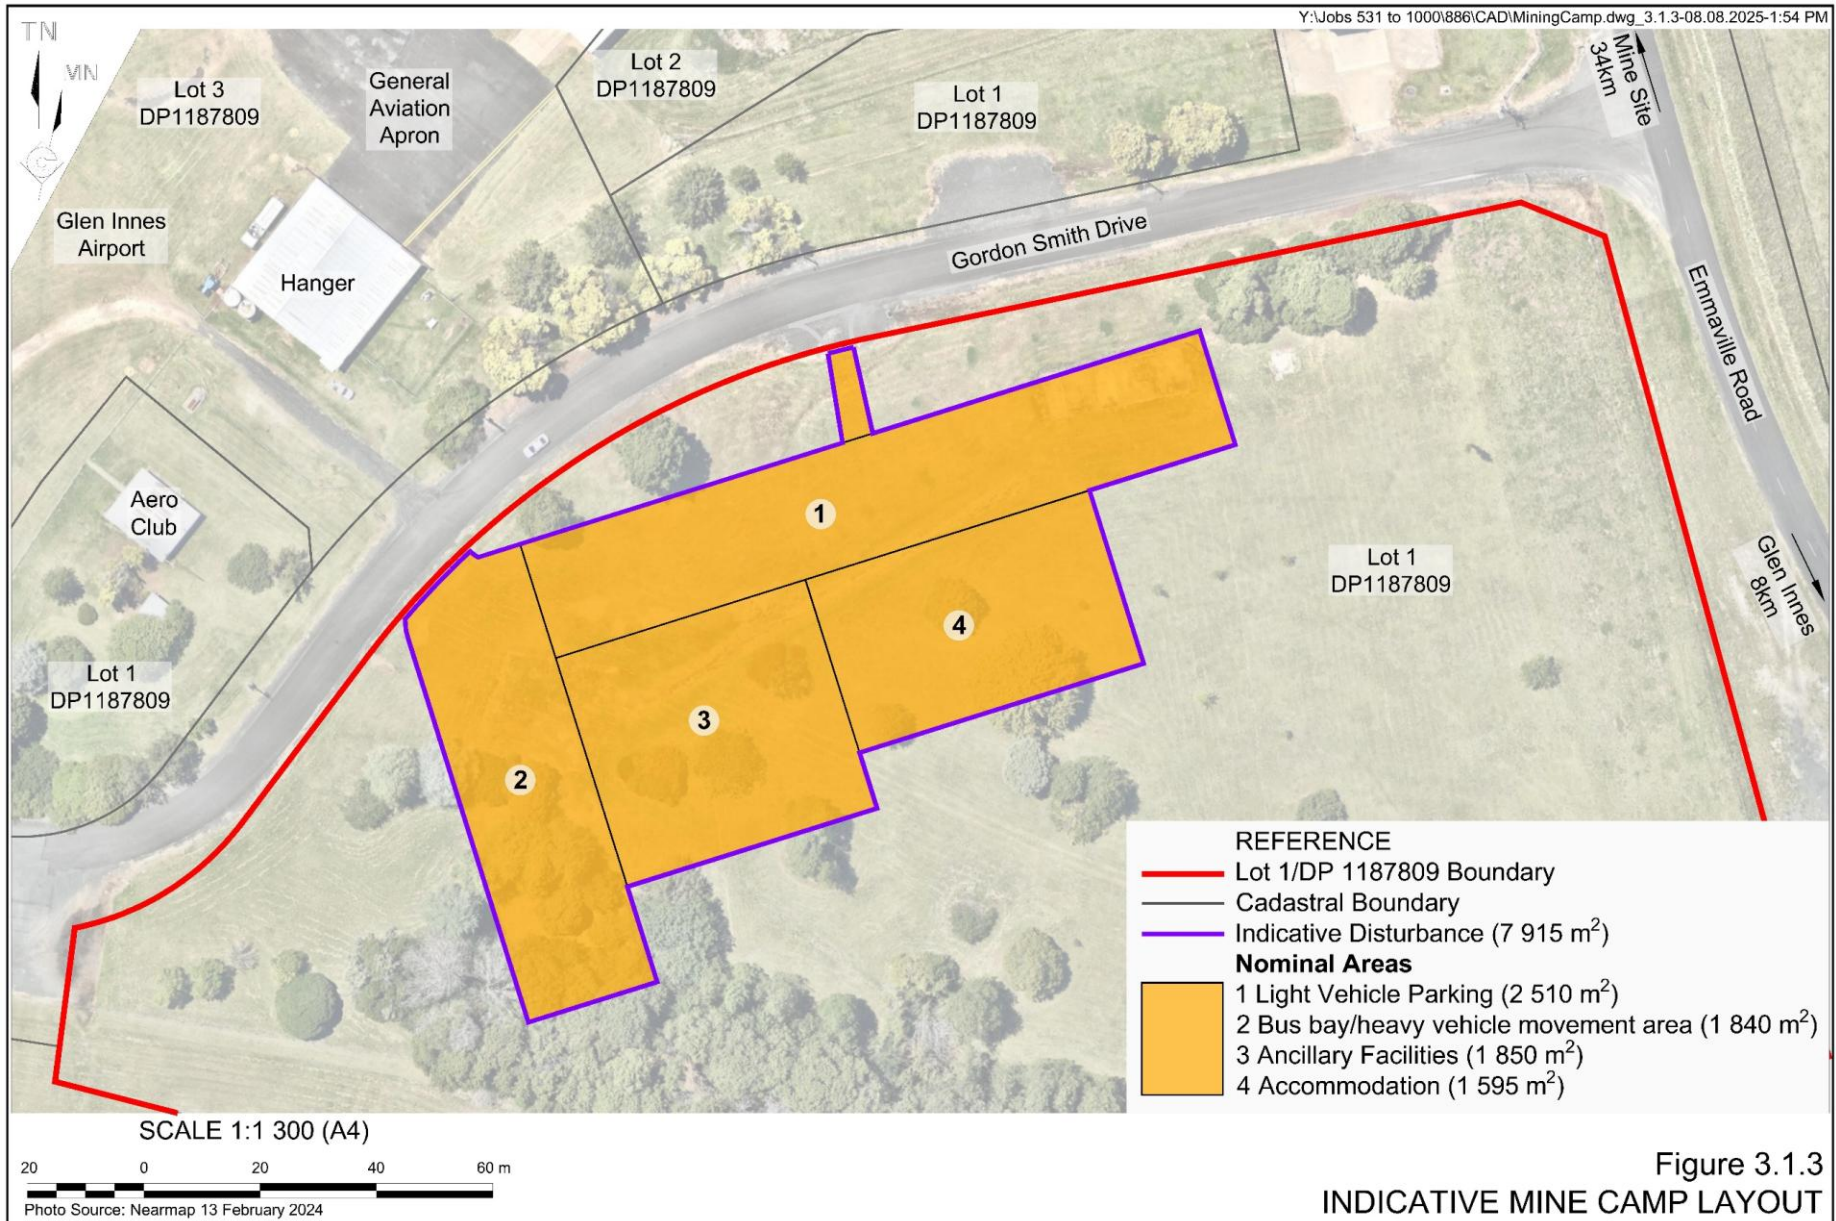 Y:\Jobs 531 to 1000\886\CAD\MiningCamp.dwg_3.1.3-08.08.2025-1:54 PM
TN
MN
Lot 3
DP1187809
General
Aviation
Apron
Lot 2
DP1187809
Lot 1
DP1187809
Mine Site
34km
Glen Innes
Airport
Hanger
Gordon Smith Drive
Emmaville Road
Aero
Club
1
Lot 1
DP1187809
Glen Innes
8km
4
Lot 1
DP1187809
3
2
REFERENCE
Lot 1/DP 1187809 Boundary
Cadastral Boundary
Indicative Disturbance (7 915 m²)
Nominal Areas
1 Light Vehicle Parking (2 510 m²)
2 Bus bay/heavy vehicle movement area (1 840 m²)
3 Ancillary Facilities (1 850 m²)
4 Accommodation (1 595 m²)
SCALE 1:1 300 (A4)
20 0 20 40 60 m
Photo Source: Nearmap 13 February 2024
Figure 3.1.3
INDICATIVE MINE CAMP LAYOUT